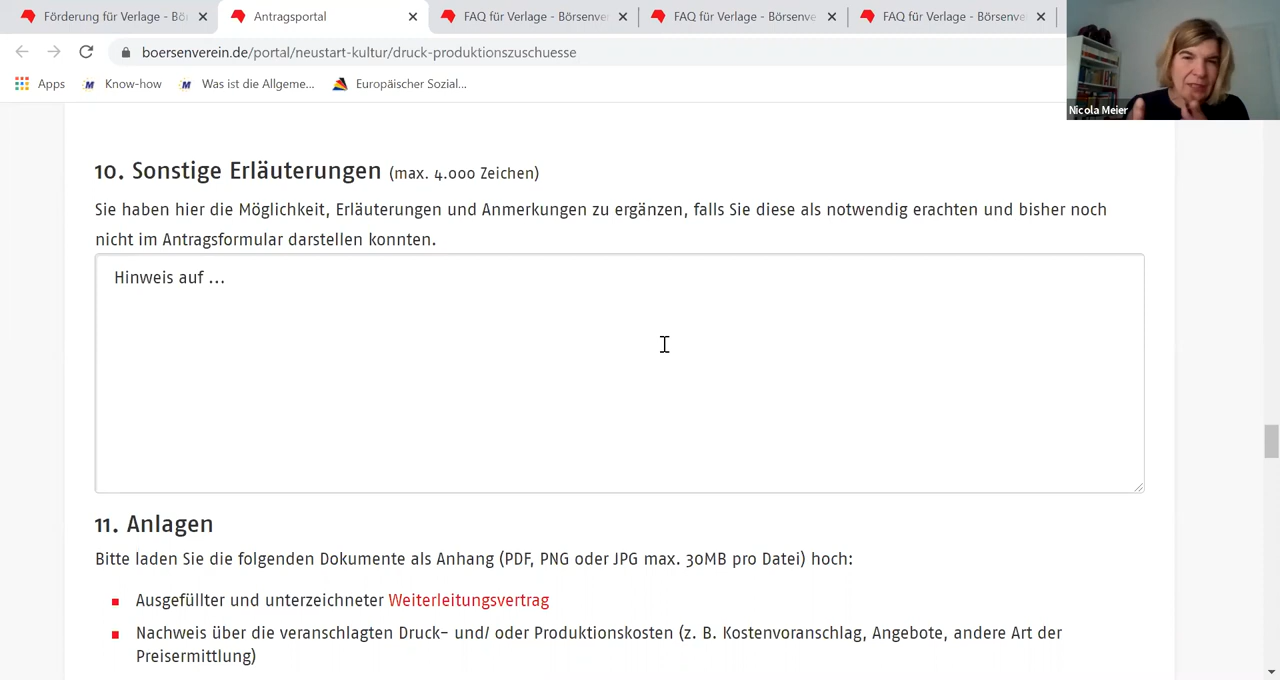 Förderung für Verlage - Bö
Antragsportal
FAQ für Verlage - Börsenver
FAQ für Verlage - Börsenve
FAQ für Verlage - Börsenve
boersenverein.de/portal/neustart-kultur/druck-produktionszuschuesse
Apps
Know-how
Was ist die Allgeme...
Europäischer Sozial...
Nicola Meier
10. Sonstige Erläuterungen (max. 4.000 Zeichen)
Sie haben hier die Möglichkeit, Erläuterungen und Anmerkungen zu ergänzen, falls Sie diese als notwendig erachten und bisher noch
nicht im Antragsformular darstellen konnten.
Hinweis auf ...
11. Anlagen
Bitte laden Sie die folgenden Dokumente als Anhang (PDF, PNG oder JPG max. 30MB pro Datei) hoch:
Ausgefüllter und unterzeichneter Weiterleitungsvertrag
Nachweis über die veranschlagten Druck- und/ oder Produktionskosten (z. B. Kostenvoranschlag, Angebote, andere Art der
Preisermittlung)